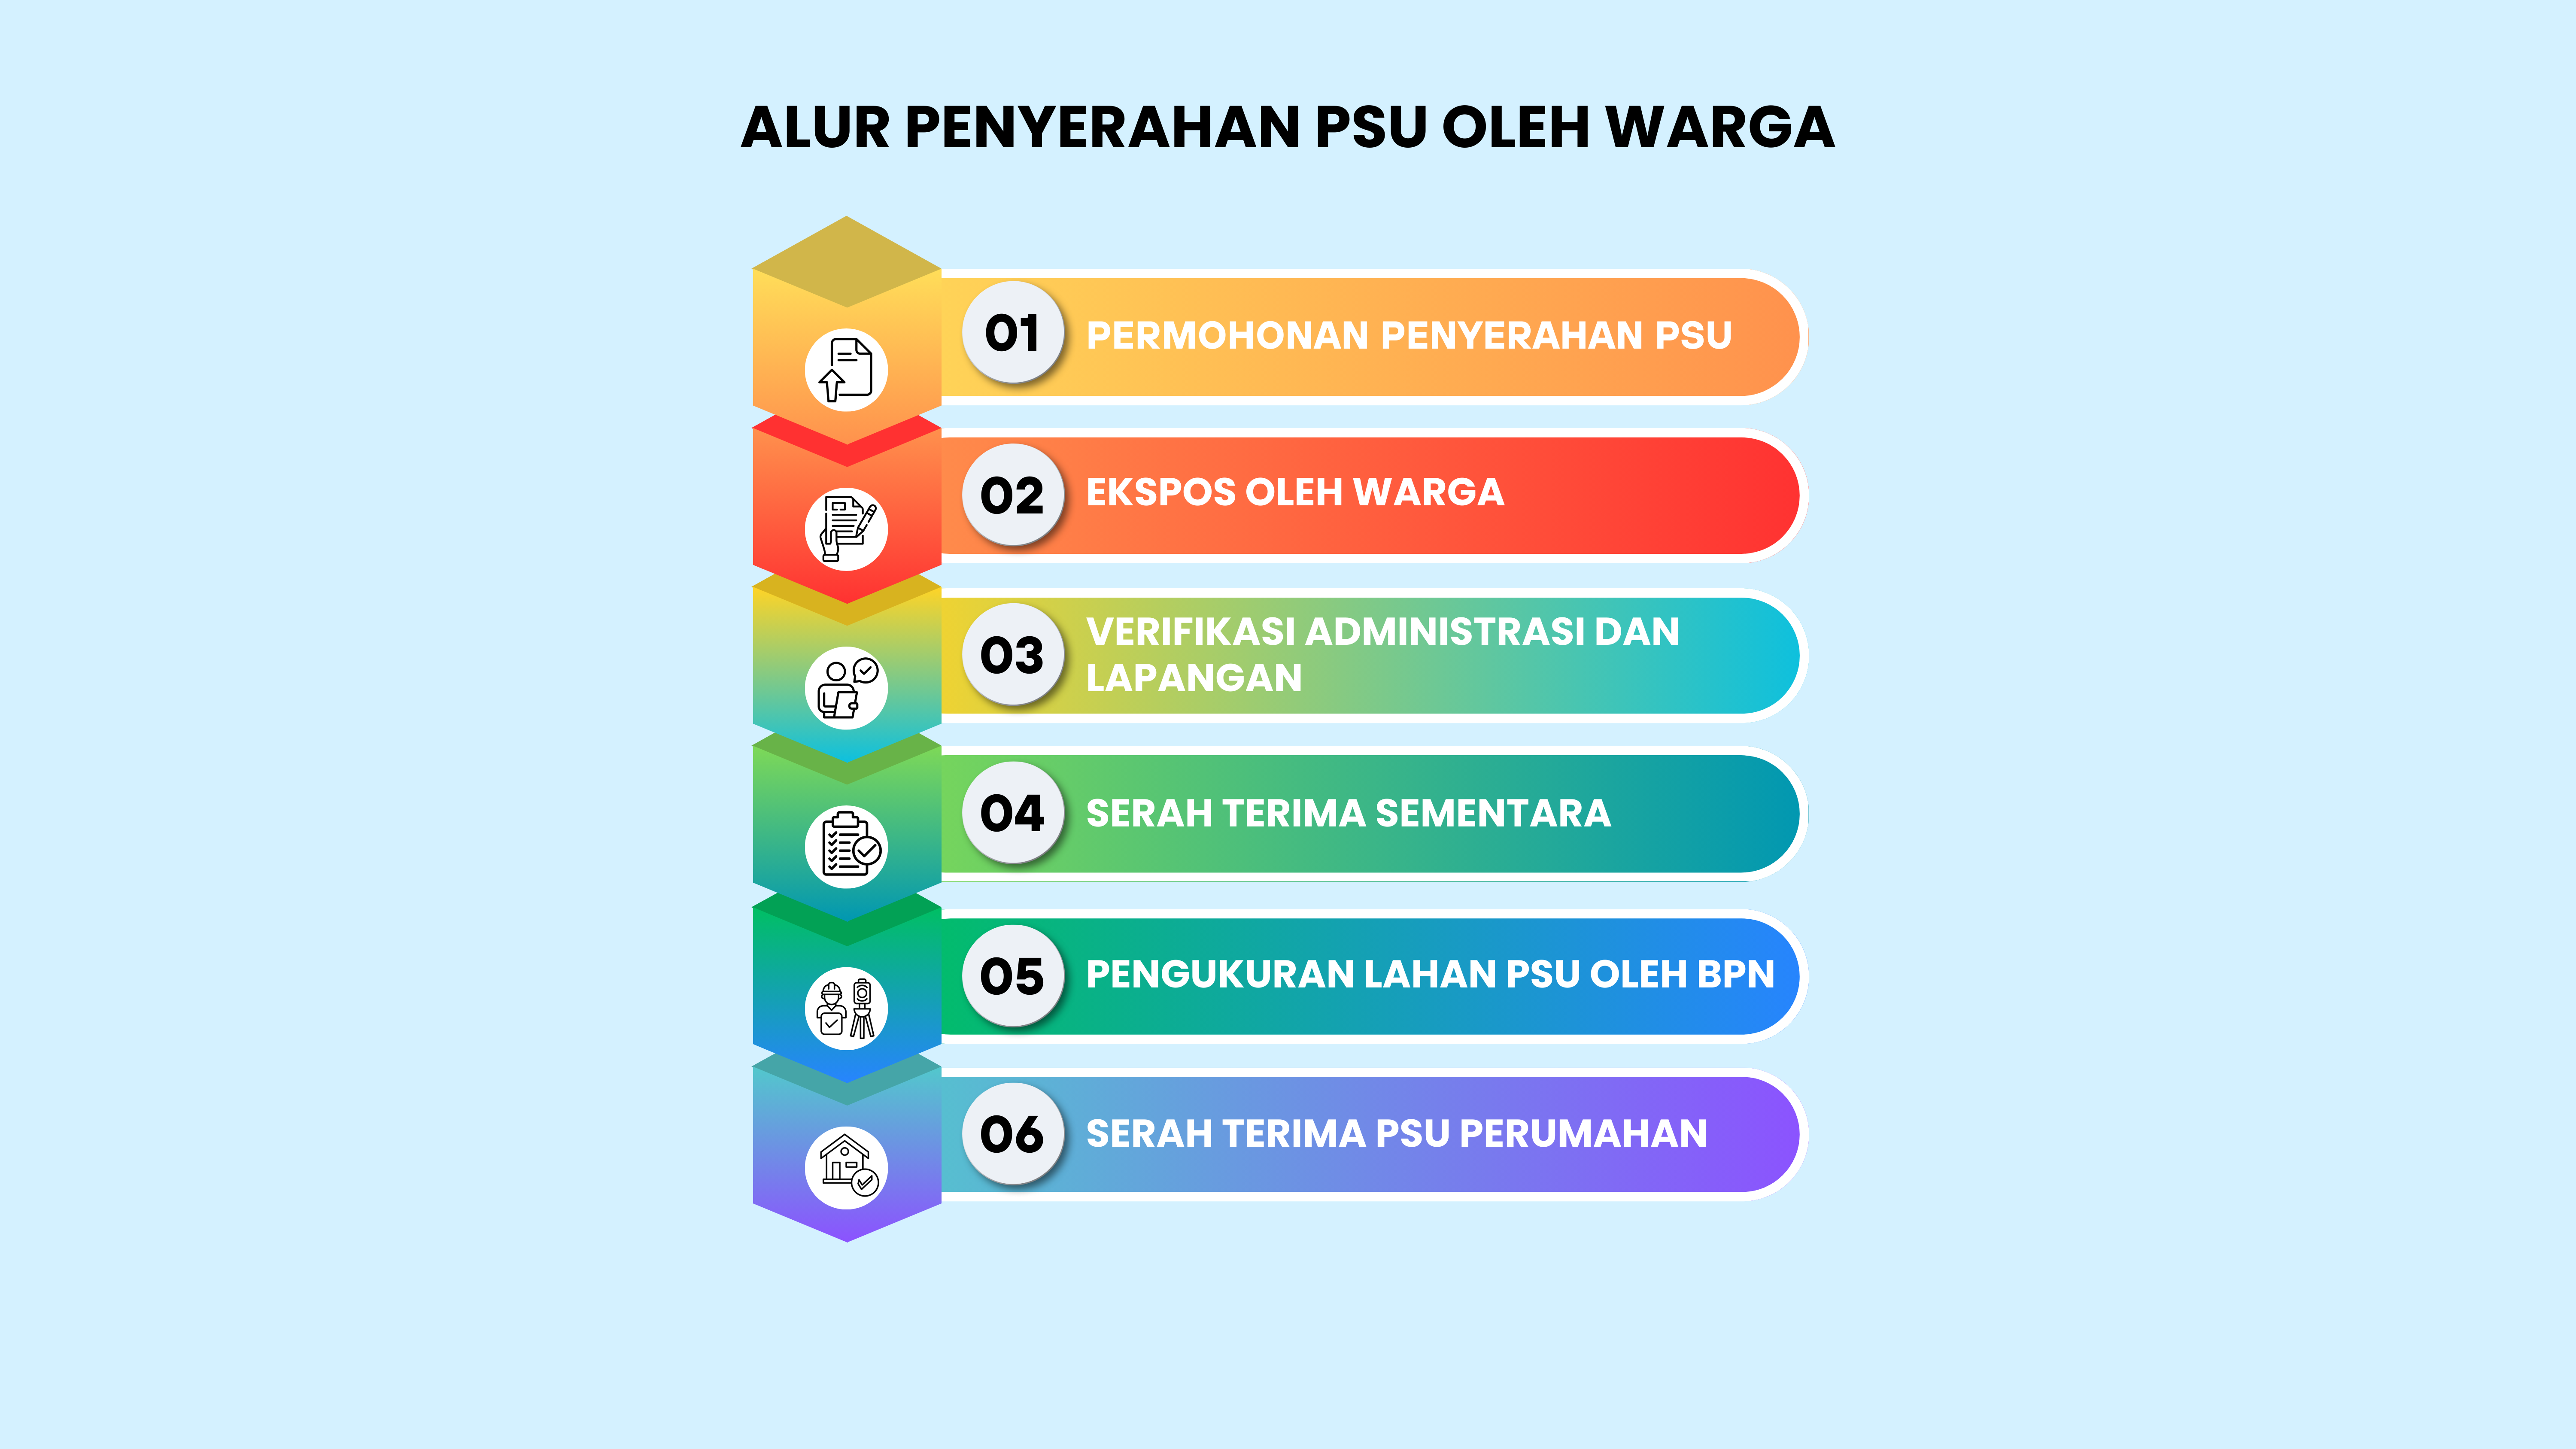 ALUR PENYERAHAN PSU OLEH WARGA
01
PERMOHONAN PENYERAHAN PSU
02
EKSPOS OLEH WARGA
03
VERIFIKASI ADMINISTRASI DAN
LAPANGAN
04
SERAH TERIMA SEMENTARA
05
PENGUKURAN LAHAN PSU OLEH BPN
06
SERAH TERIMA PSU PERUMAHAN